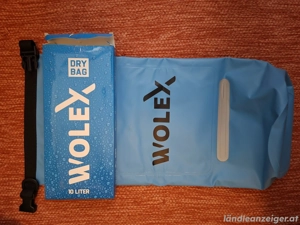 DRY
BAG
WOLEX
10 LITER
WOLEX
ländleanzeiger.at